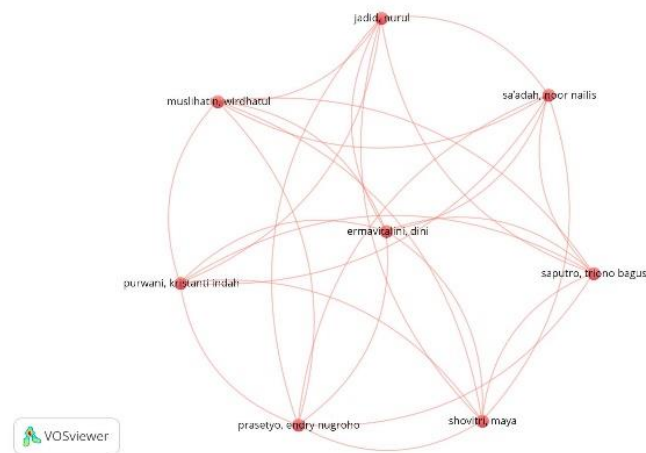 jadid, nurul
sa'adah, noor nailis
muslihatin, wirdhatul
ermavitalini, dini
saputro, triono bagus
purwani, kristanti indah
shovitri, maya
prasetyo, endry nugroho
VOSviewer